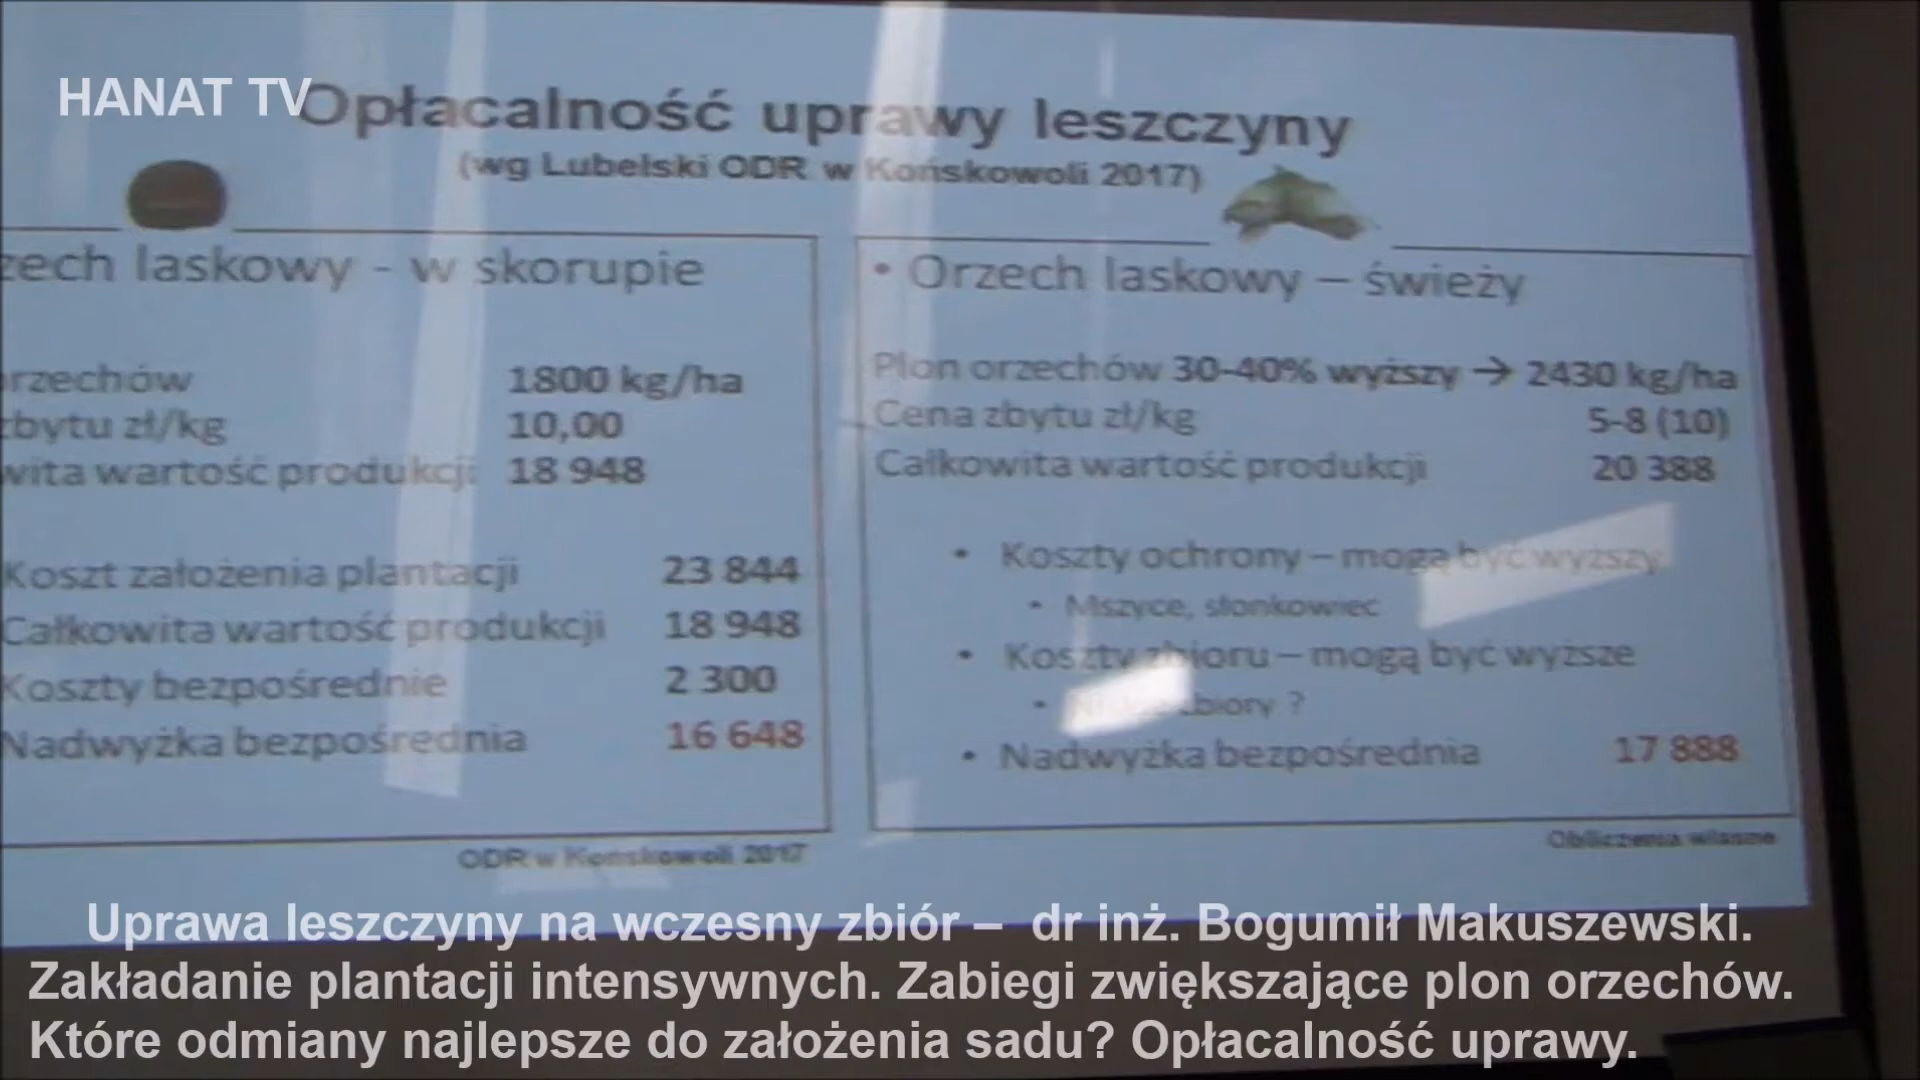 HANAT TV
Opłacalność uprawy leszczyny
(wg Lubelski ODR w Końskowoli 2017)
zech laskowy - w skorupie
rzechów 1800 kg/ha
zbytu zł/kg 10,00
wita wartość produkcji 18 948
Koszt założenia plantacji 23 844
Całkowita wartość produkcji 18 948
Koszty bezpośrednie 2 300
Nadwyżka bezpośrednia 16 648
ODR w Końskowoli 2017
• Orzech laskowy – świeży
Plon orzechów 30-40% wyższy → 2430 kg/ha
Cena zbytu zł/kg 5-8 (10)
Całkowita wartość produkcji 20 388
• Koszty ochrony – mogą być wyższy
• Mszyce, słonkowiec
• Koszty zbioru – mogą być wyższe
• zbiory ?
• Nadwyżka bezpośrednia 17 888
Obliczenia własne
Uprawa leszczyny na wczesny zbiór – dr inż. Bogumił Makuszewski.
Zakładanie plantacji intensywnych. Zabiegi zwiększające plon orzechów.
Które odmiany najlepsze do założenia sadu? Opłacalność uprawy.